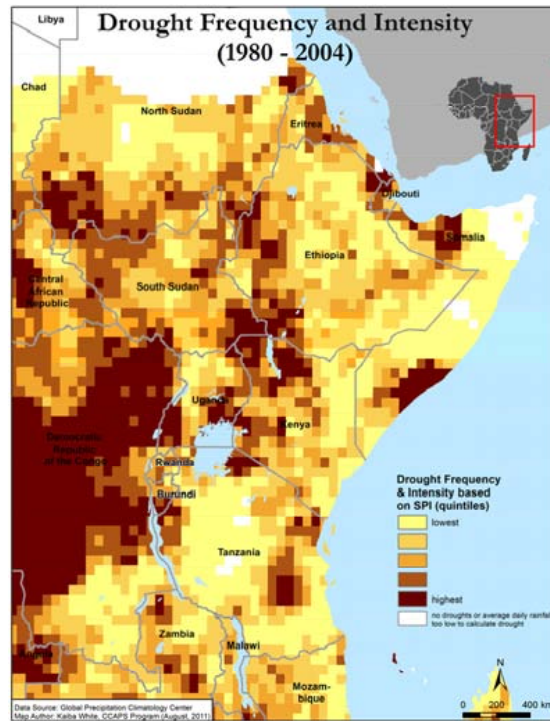 Drought Frequency and Intensity
(1980 - 2004)
Libya
Chad
North Sudan
Eritrea
Djibouti
Somalia
Ethiopia
Central
African
Republic
South Sudan
Uganda
Kenya
Democratic
Republic
of the Congo
Rwanda
Burundi
Tanzania
Zambia
Malawi
Angola
Mozam-
bique
Drought Frequency
& Intensity based
on SPI (quintiles)
lowest
highest
no droughts or average daily rainfall
too low to calculate drought
N
0 200 400 km
Data Source: Global Precipitation Climatology Center
Map Author: Kaiba White, CCAPS Program (August, 2011)